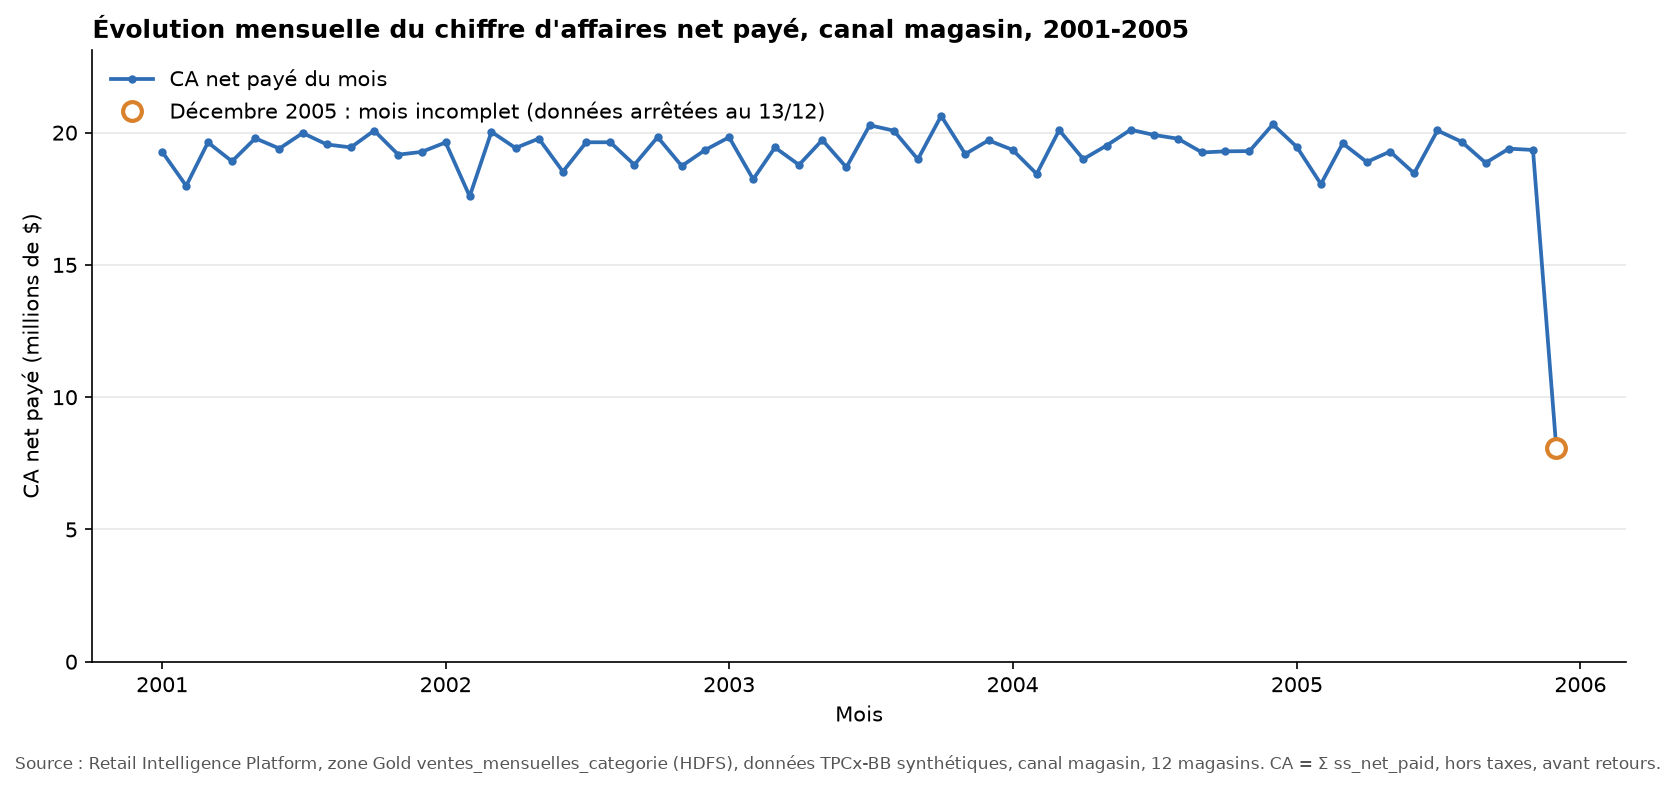 Évolution mensuelle du chiffre d'affaires net payé, canal magasin, 2001-2005
CA net payé du mois
Décembre 2005 : mois incomplet (données arrêtées au 13/12)
CA net payé (millions de $)
20
15
10
5
0
2001 2002 2003 2004 2005 2006
Mois
Source : Retail Intelligence Platform, zone Gold ventes_mensuelles_categorie (HDFS), données TPCx-BB synthétiques, canal magasin, 12 magasins. CA = Σ ss_net_paid, hors taxes, avant retours.